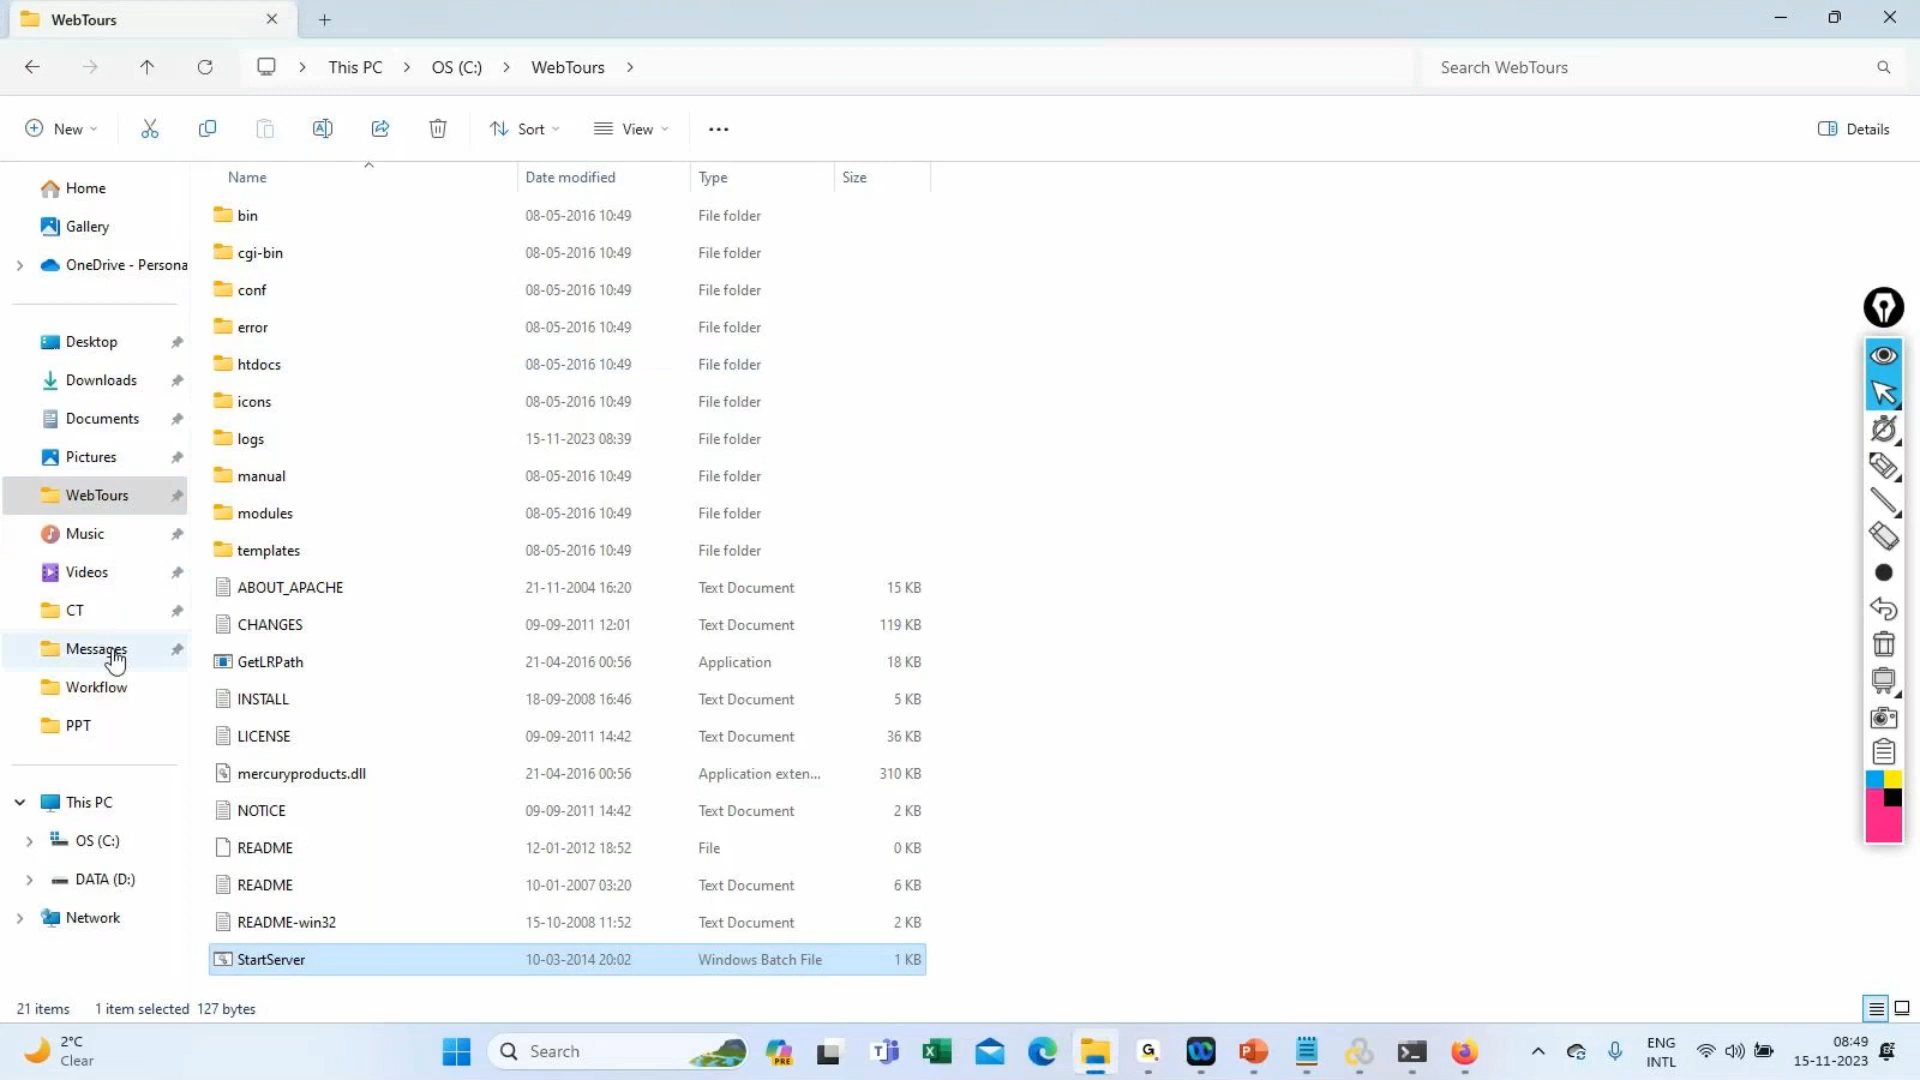 WebTours
This PC
OS (C:)
WebTours
Search WebTours
New
Sort
View
Details
Home
Gallery
OneDrive - Persona
Desktop
Downloads
Documents
Pictures
WebTours
Music
Videos
CT
Messages
Workflow
PPT
This PC
OS (C:)
DATA (D:)
Network
Name Date modified Type Size
bin 08-05-2016 10:49 File folder
cgi-bin 08-05-2016 10:49 File folder
conf 08-05-2016 10:49 File folder
error 08-05-2016 10:49 File folder
htdocs 08-05-2016 10:49 File folder
icons 08-05-2016 10:49 File folder
logs 15-11-2023 08:39 File folder
manual 08-05-2016 10:49 File folder
modules 08-05-2016 10:49 File folder
templates 08-05-2016 10:49 File folder
ABOUT_APACHE 21-11-2004 16:20 Text Document 15 KB
CHANGES 09-09-2011 12:01 Text Document 119 KB
GetLRPath 21-04-2016 00:56 Application 18 KB
INSTALL 18-09-2008 16:46 Text Document 5 KB
LICENSE 09-09-2011 14:42 Text Document 36 KB
mercuryproducts.dll 21-04-2016 00:56 Application exten... 310 KB
NOTICE 09-09-2011 14:42 Text Document 2 KB
README 12-01-2012 18:52 File 0 KB
README 10-01-2007 03:20 Text Document 6 KB
README-win32 15-10-2008 11:52 Text Document 2 KB
StartServer 10-03-2014 20:02 Windows Batch File 1 KB
21 items 1 item selected 127 bytes
2°C
Clear
Search
PRE
ENG
INTL
08:49
15-11-2023